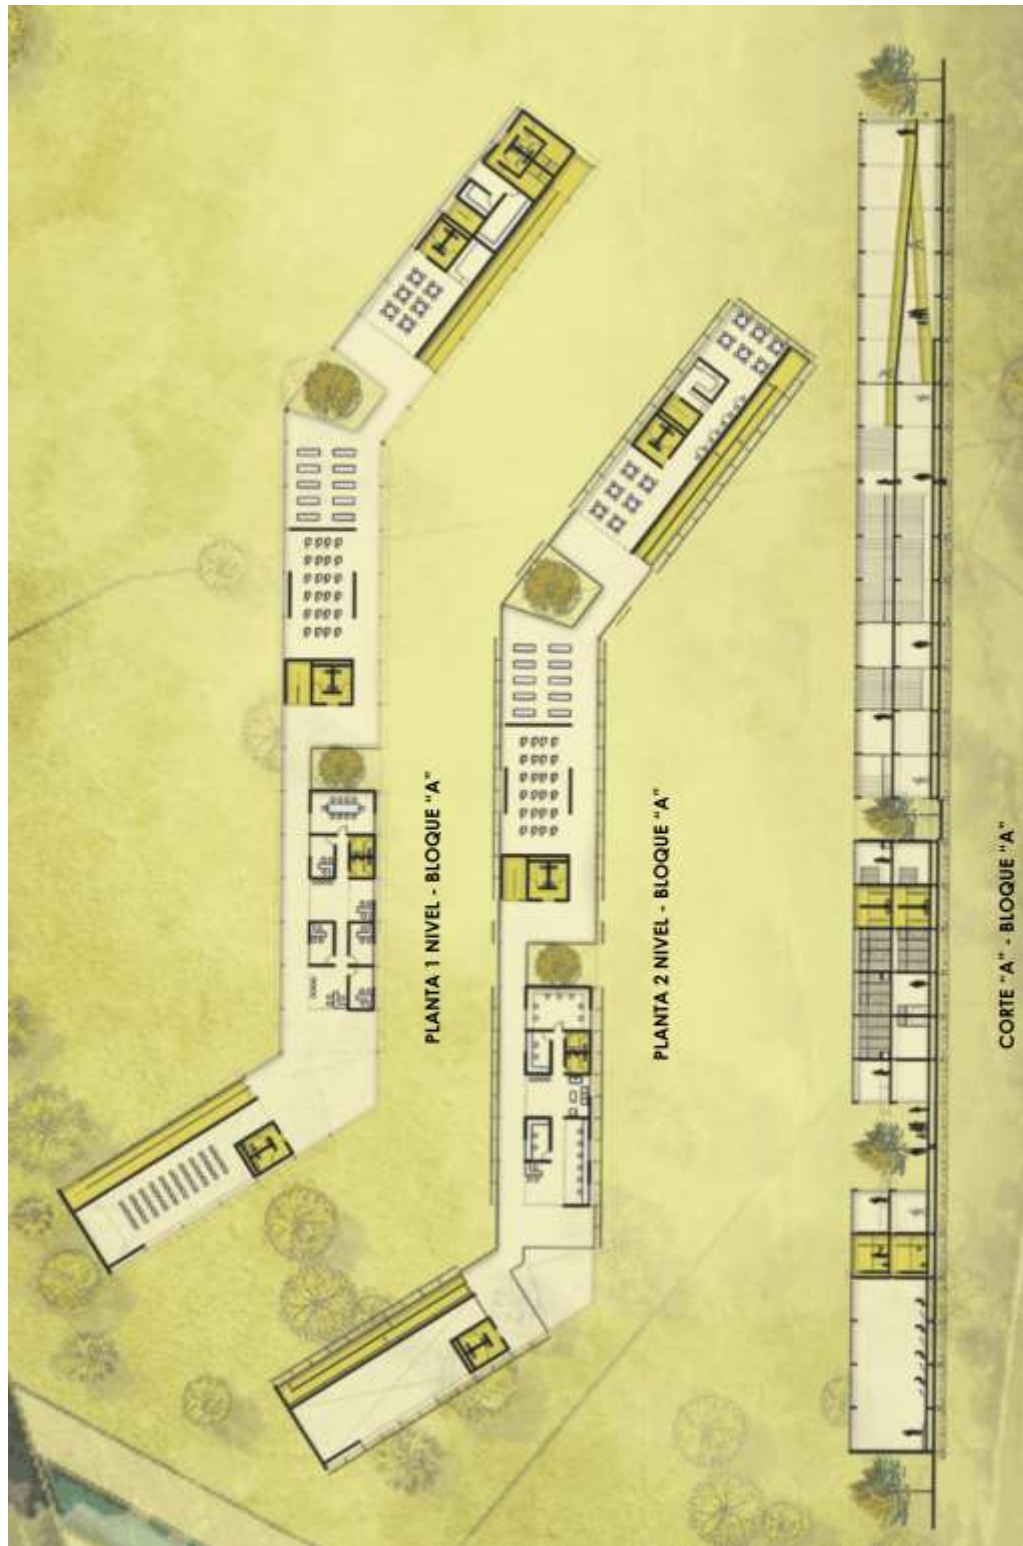 PLANTA 1 NIVEL - BLOQUE "A"
PLANTA 2 NIVEL - BLOQUE "A"
CORTE "A" - BLOQUE "A"